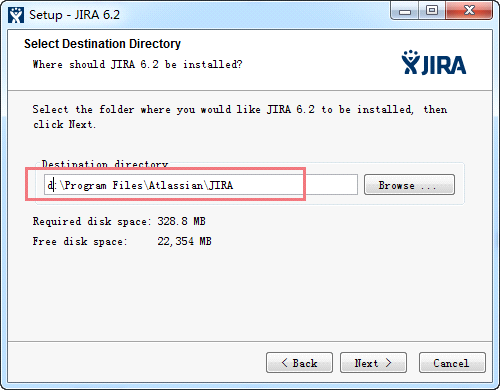 Setup - JIRA 6.2
Select Destination Directory
Where should JIRA 6.2 be installed?
JIRA
Select the folder where you would like JIRA 6.2 to be installed, then
click Next.
Destination directory
d:\Program Files\Atlassian\JIRA
Browse ...
Required disk space: 328.8 MB
Free disk space: 22,354 MB
< Back
Next >
Cancel